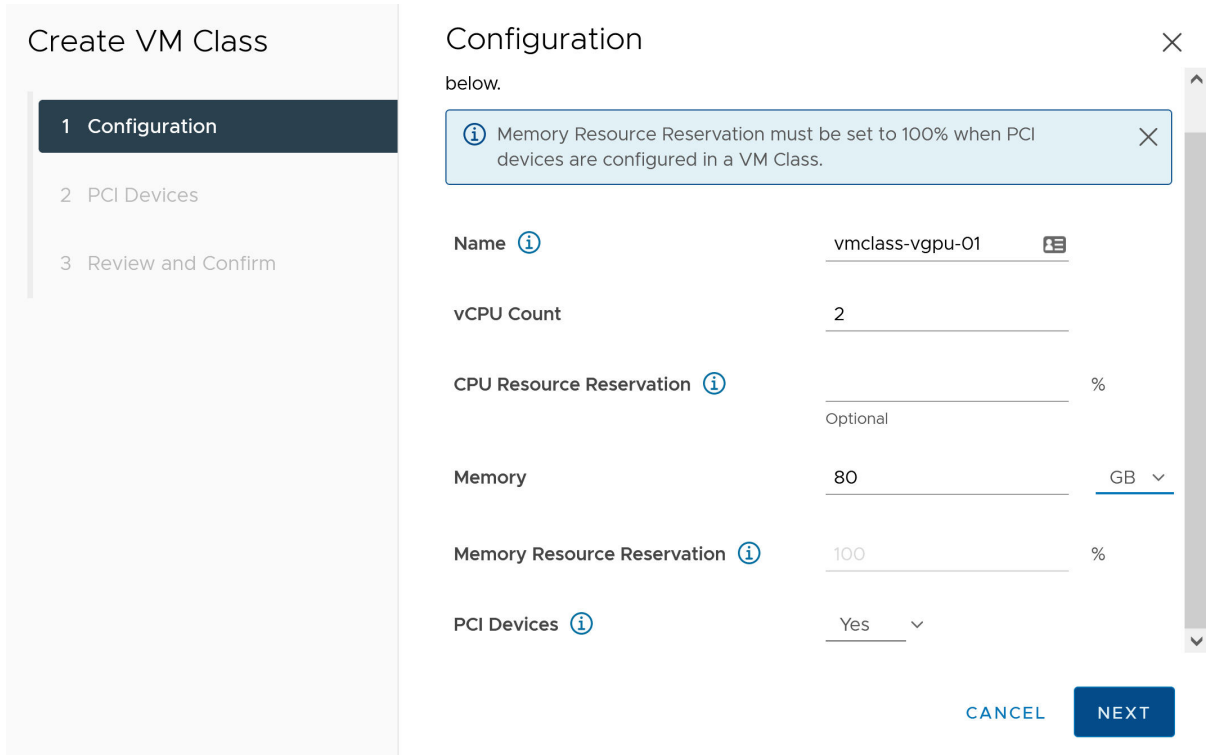 Create VM Class
1 Configuration
2 PCI Devices
3 Review and Confirm
Configuration
below.
Memory Resource Reservation must be set to 100% when PCI
devices are configured in a VM Class.
Name vmclass-vgpu-01
vCPU Count 2
CPU Resource Reservation %
Optional
Memory 80 GB
Memory Resource Reservation 100 %
PCI Devices Yes
CANCEL NEXT